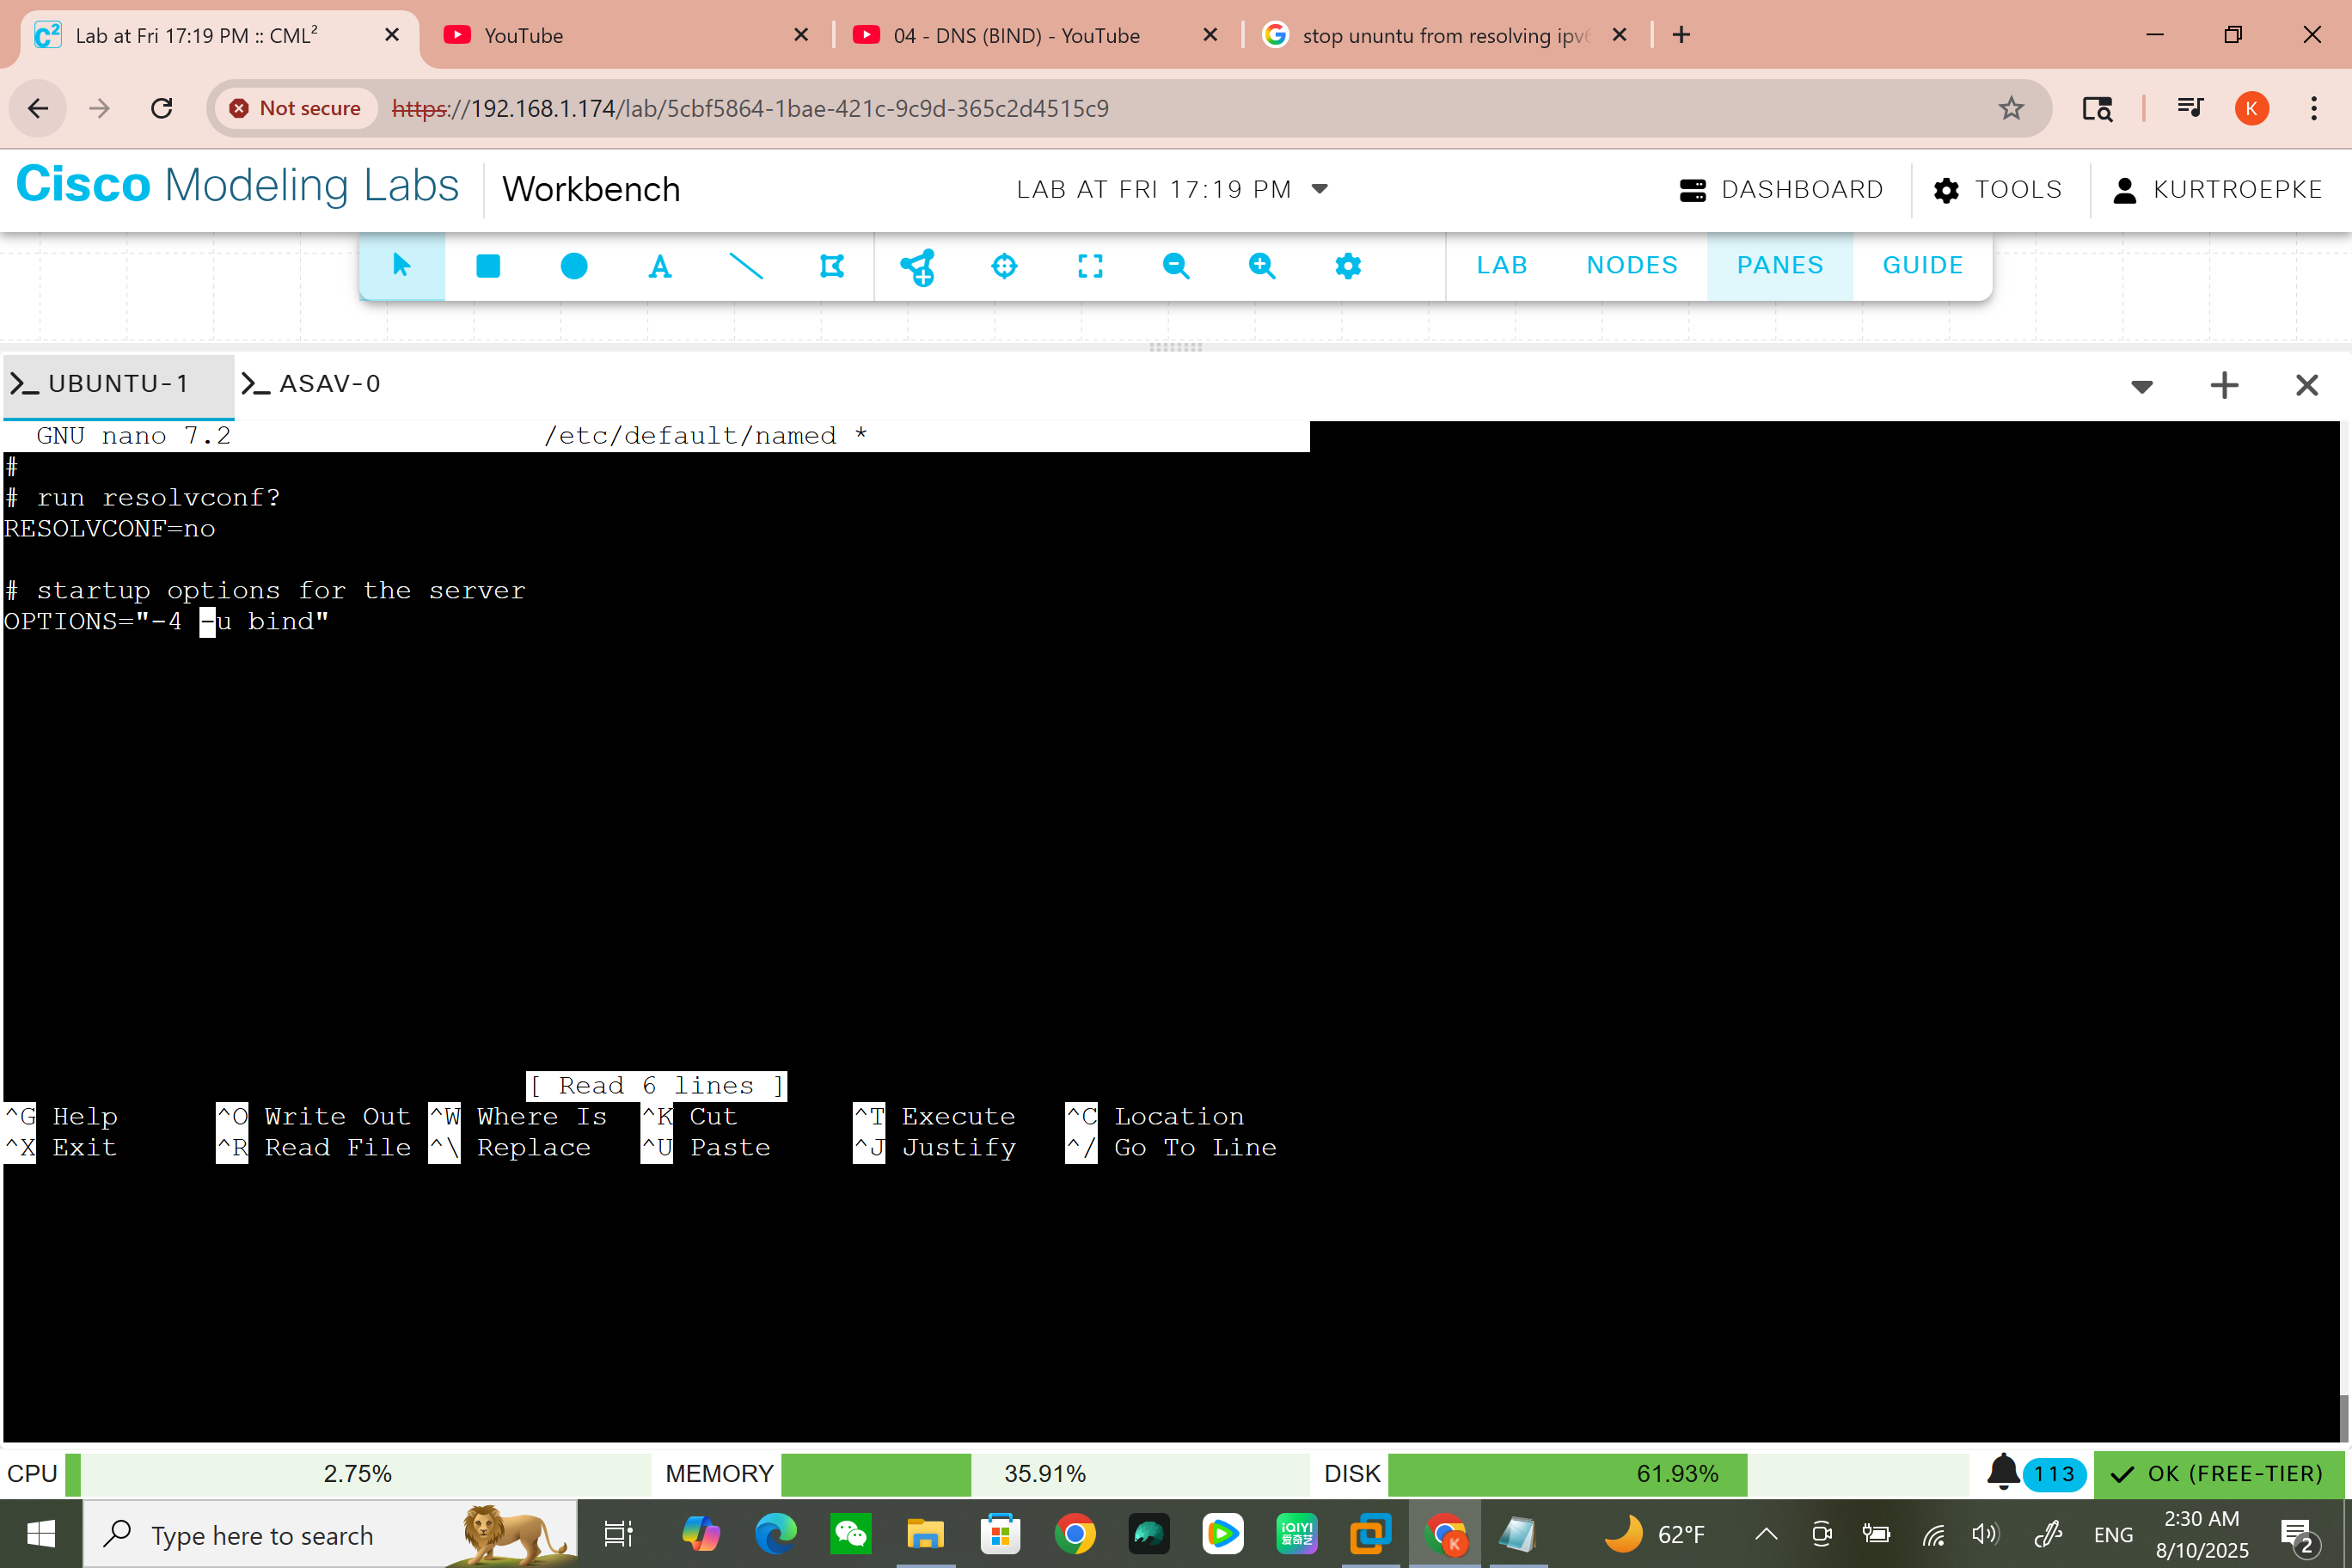 Lab at Fri 17:19 PM :: CML²
YouTube
04 - DNS (BIND) - YouTube
stop ununtu from resolving ipv6
Not secure
https://192.168.1.174/lab/5cbf5864-1bae-421c-9c9d-365c2d4515c9
K
Cisco Modeling Labs
Workbench
LAB AT FRI 17:19 PM
DASHBOARD
TOOLS
KURTROEPKE
A
LAB
NODES
PANES
GUIDE
UBUNTU-1
ASAV-0
GNU nano 7.2 /etc/default/named *
#
# run resolvconf?
RESOLVCONF=no
# startup options for the server
OPTIONS="-4 -u bind"
[ Read 6 lines ]
^G Help ^O Write Out ^W Where Is ^K Cut ^T Execute ^C Location
^X Exit ^R Read File ^\ Replace ^U Paste ^J Justify ^/ Go To Line
CPU 2.75% MEMORY 35.91% DISK 61.93% 113 OK (FREE-TIER)
Type here to search
iQIYI
爱奇艺
K
62°F
ENG
2:30 AM
8/10/2025
2